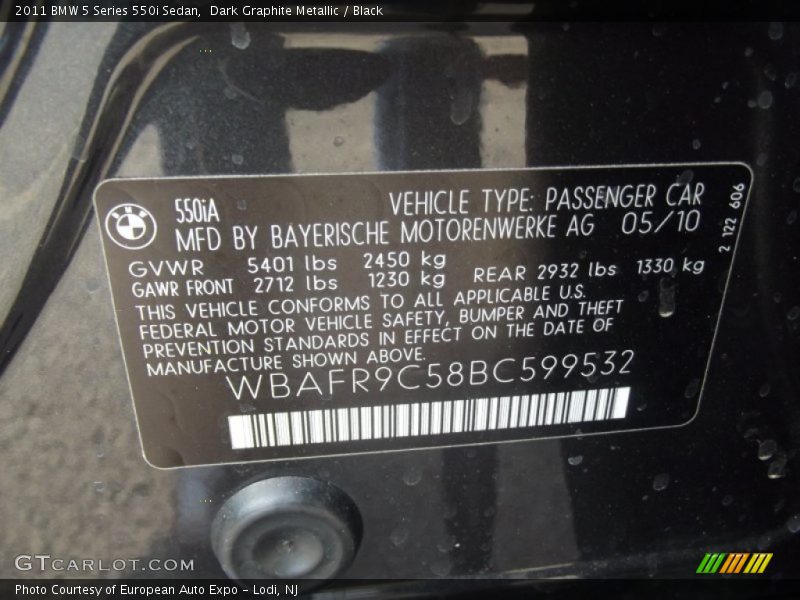 2011 BMW 5 Series 550i Sedan,  Dark Graphite Metallic / Black
BMW
550iA
VEHICLE TYPE: PASSENGER CAR
MFD BY BAYERISCHE MOTORENWERKE AG 05/10
2 122 606
GVWR 5401 lbs 2450 kg
GAWR FRONT 2712 lbs 1230 kg REAR 2932 lbs 1330 kg
THIS VEHICLE CONFORMS TO ALL APPLICABLE U.S.
FEDERAL MOTOR VEHICLE SAFETY, BUMPER AND THEFT
PREVENTION STANDARDS IN EFFECT ON THE DATE OF
MANUFACTURE SHOWN ABOVE.
WBAFR9C58BC599532
GTCARLOT.COM
Photo Courtesy of European Auto Expo - Lodi, NJ